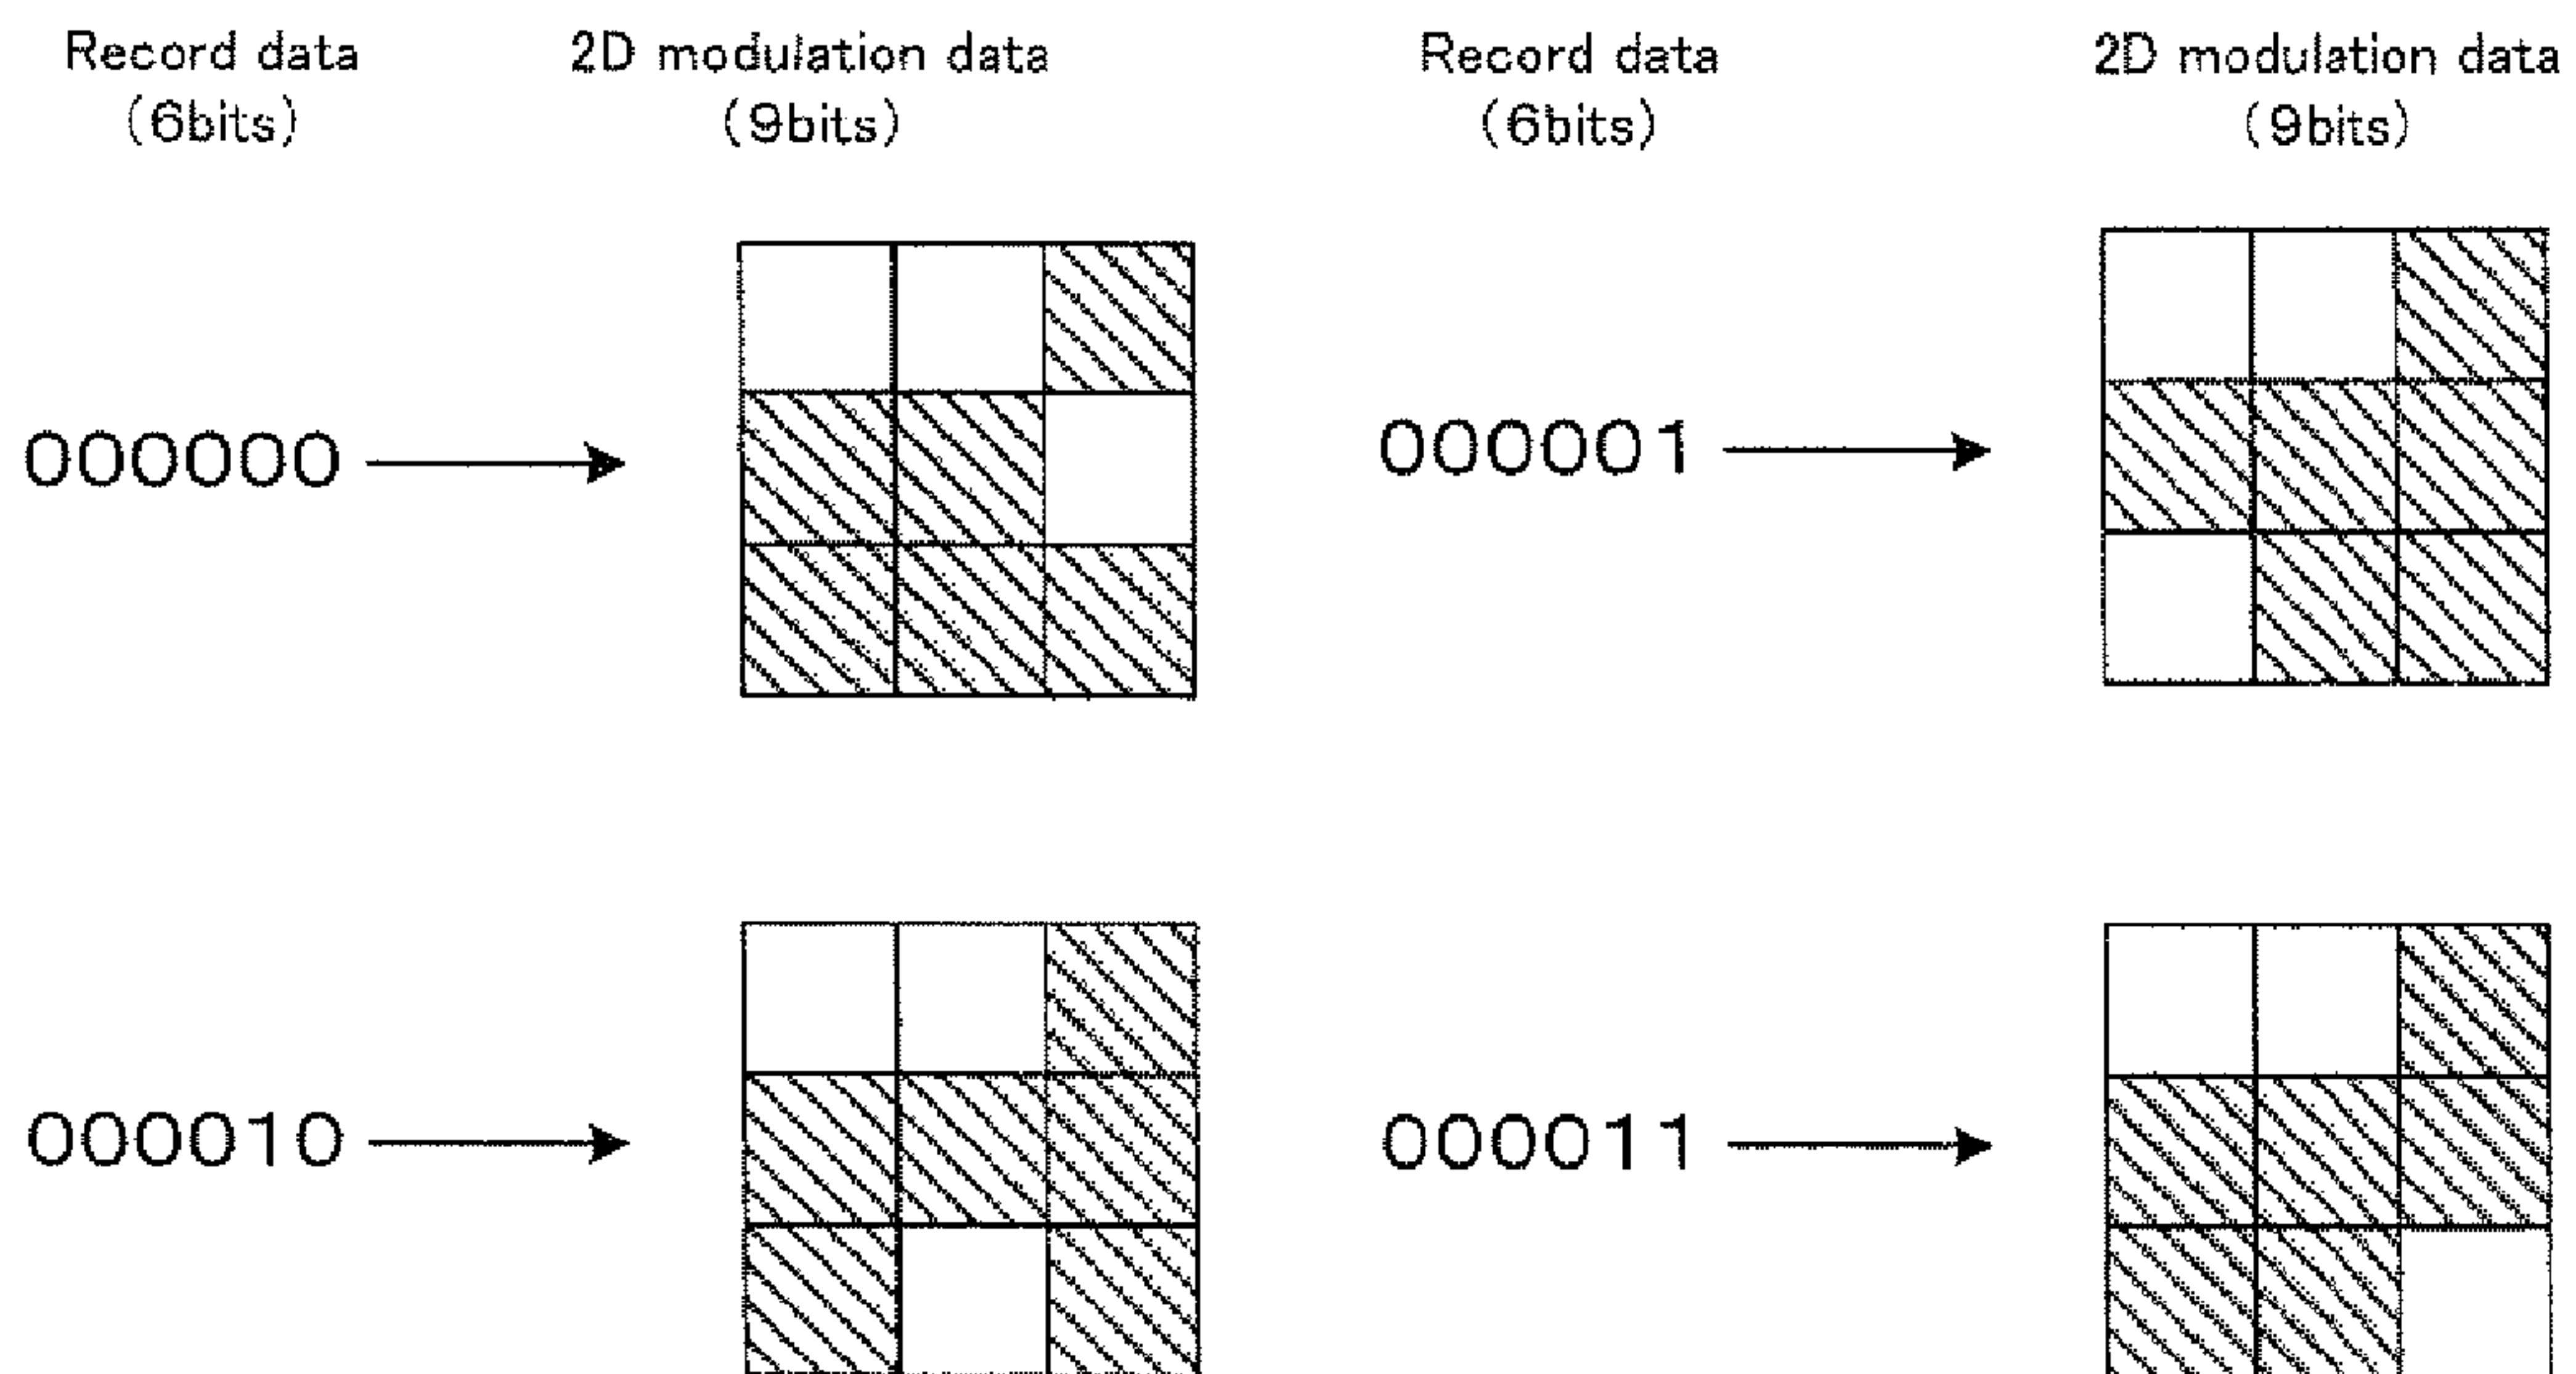 Record data 2D modulation data Record data 2D modulation data
(6bits) (9bits) (6bits) (9bits)
000000 000001
000010 000011